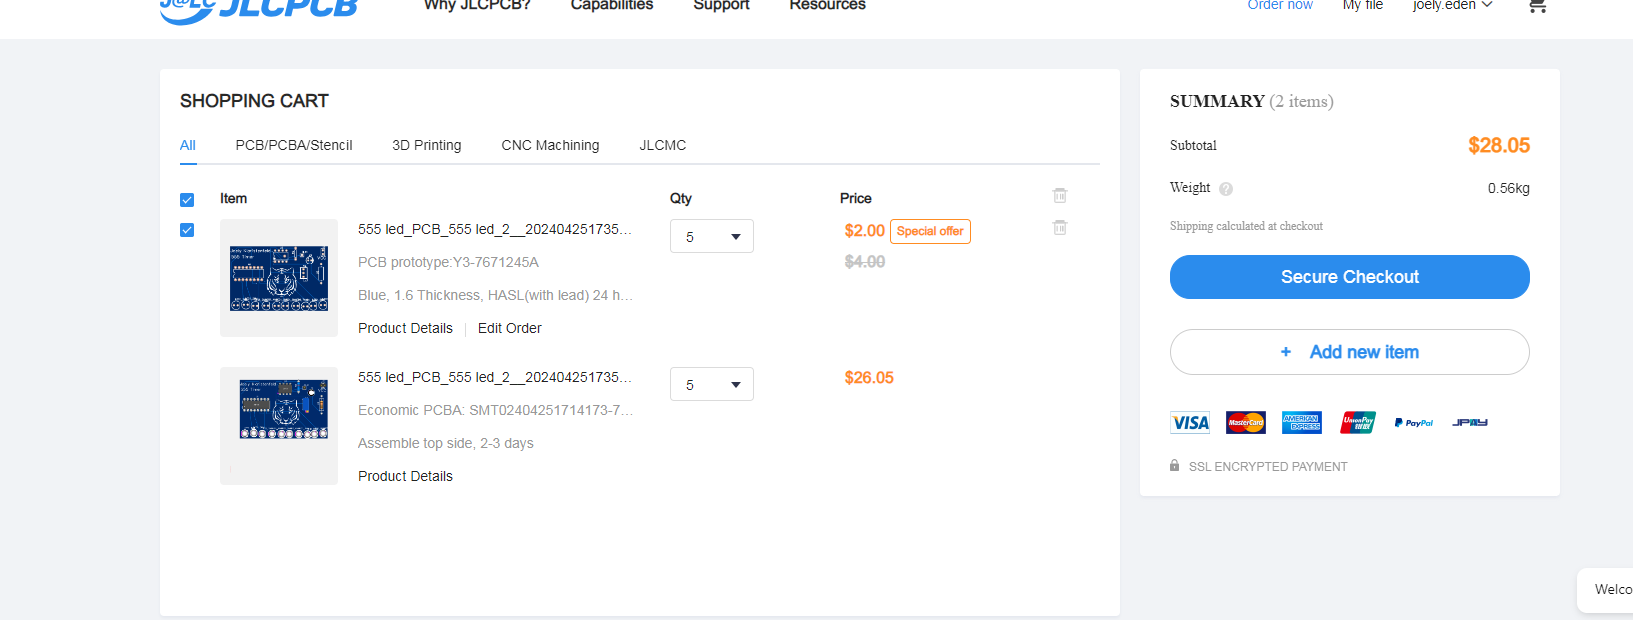 J@LC JLCPCB
Why JLCPCB? Capabilities Support Resources
Order now My file joely.eden
SHOPPING CART
All PCB/PCBA/Stencil 3D Printing CNC Machining JLCMC
Item Qty Price
555 led_PCB_555 led_2__202404251735...
PCB prototype:Y3-7671245A
Blue, 1.6 Thickness, HASL(with lead) 24 h...
Product Details Edit Order
5
$2.00 Special offer
$4.00
555 Timer
555 led_PCB_555 led_2__202404251735...
Economic PCBA: SMT02404251714173-7...
Assemble top side, 2-3 days
Product Details
5
$26.05
SUMMARY (2 items)
Subtotal $28.05
Weight ? 0.56kg
Shipping calculated at checkout
Secure Checkout
+ Add new item
VISA MasterCard AMERICAN EXPRESS UnionPay 银联 PayPal JPAY
SSL ENCRYPTED PAYMENT
Welco